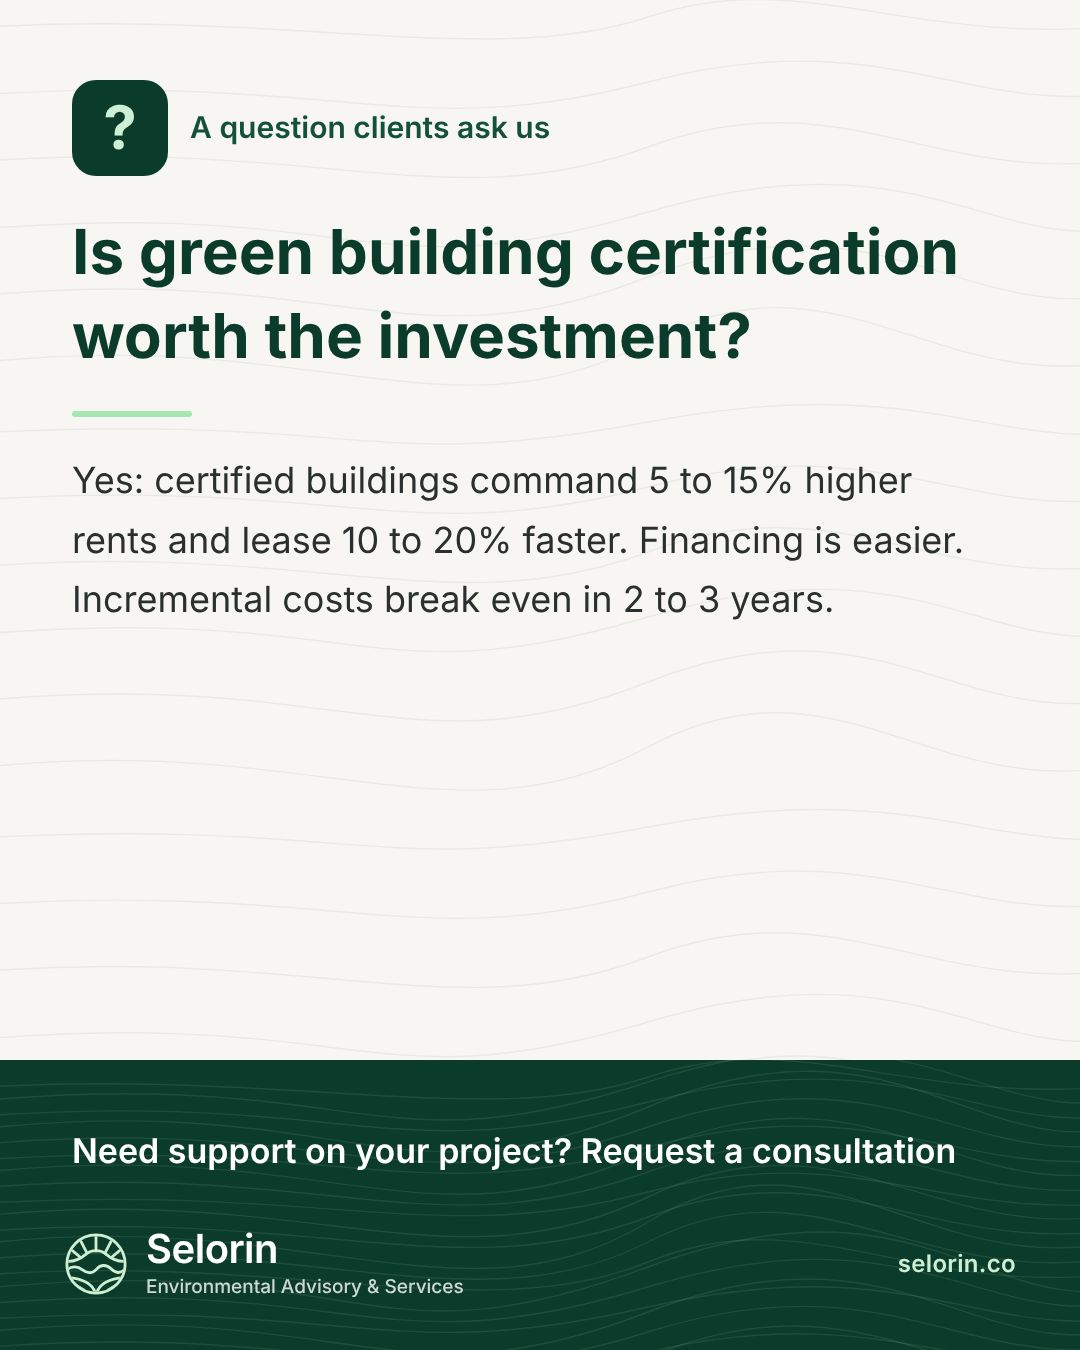 ?
A question clients ask us
Is green building certification
worth the investment?
Yes: certified buildings command 5 to 15% higher
rents and lease 10 to 20% faster. Financing is easier.
Incremental costs break even in 2 to 3 years.
Need support on your project? Request a consultation
Selorin
Environmental Advisory & Services
selorin.co